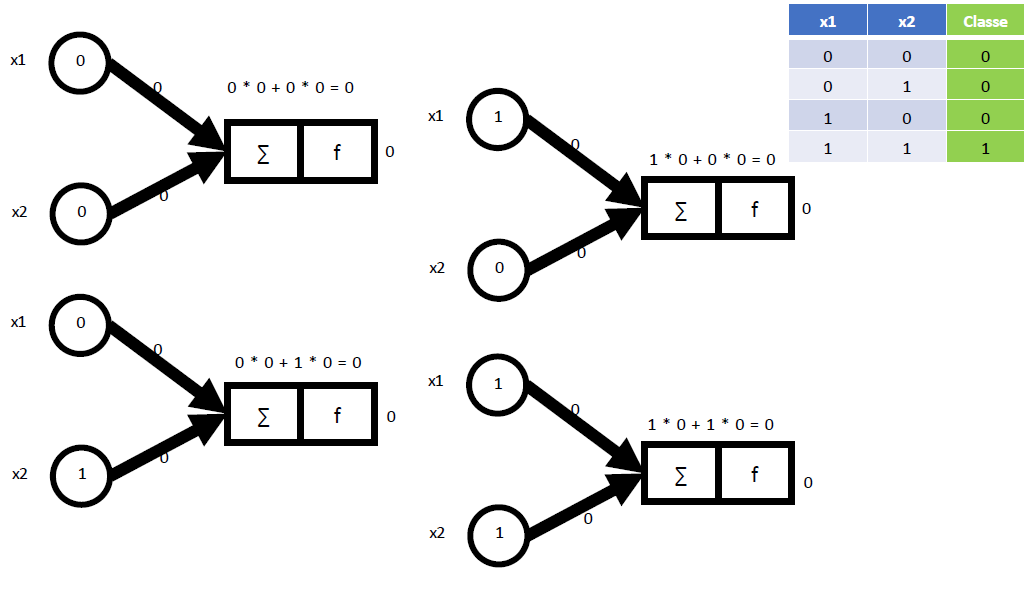 x1 x2 Classe
0 0 0
0 1 0
1 0 0
1 1 1
x1 0
0
0 * 0 + 0 * 0 = 0
∑ f 0
0
x2 0
x1 1
0
1 * 0 + 0 * 0 = 0
∑ f 0
0
x2 0
x1 0
0
0 * 0 + 1 * 0 = 0
∑ f 0
0
x2 1
x1 1
0
1 * 0 + 1 * 0 = 0
∑ f 0
0
x2 1